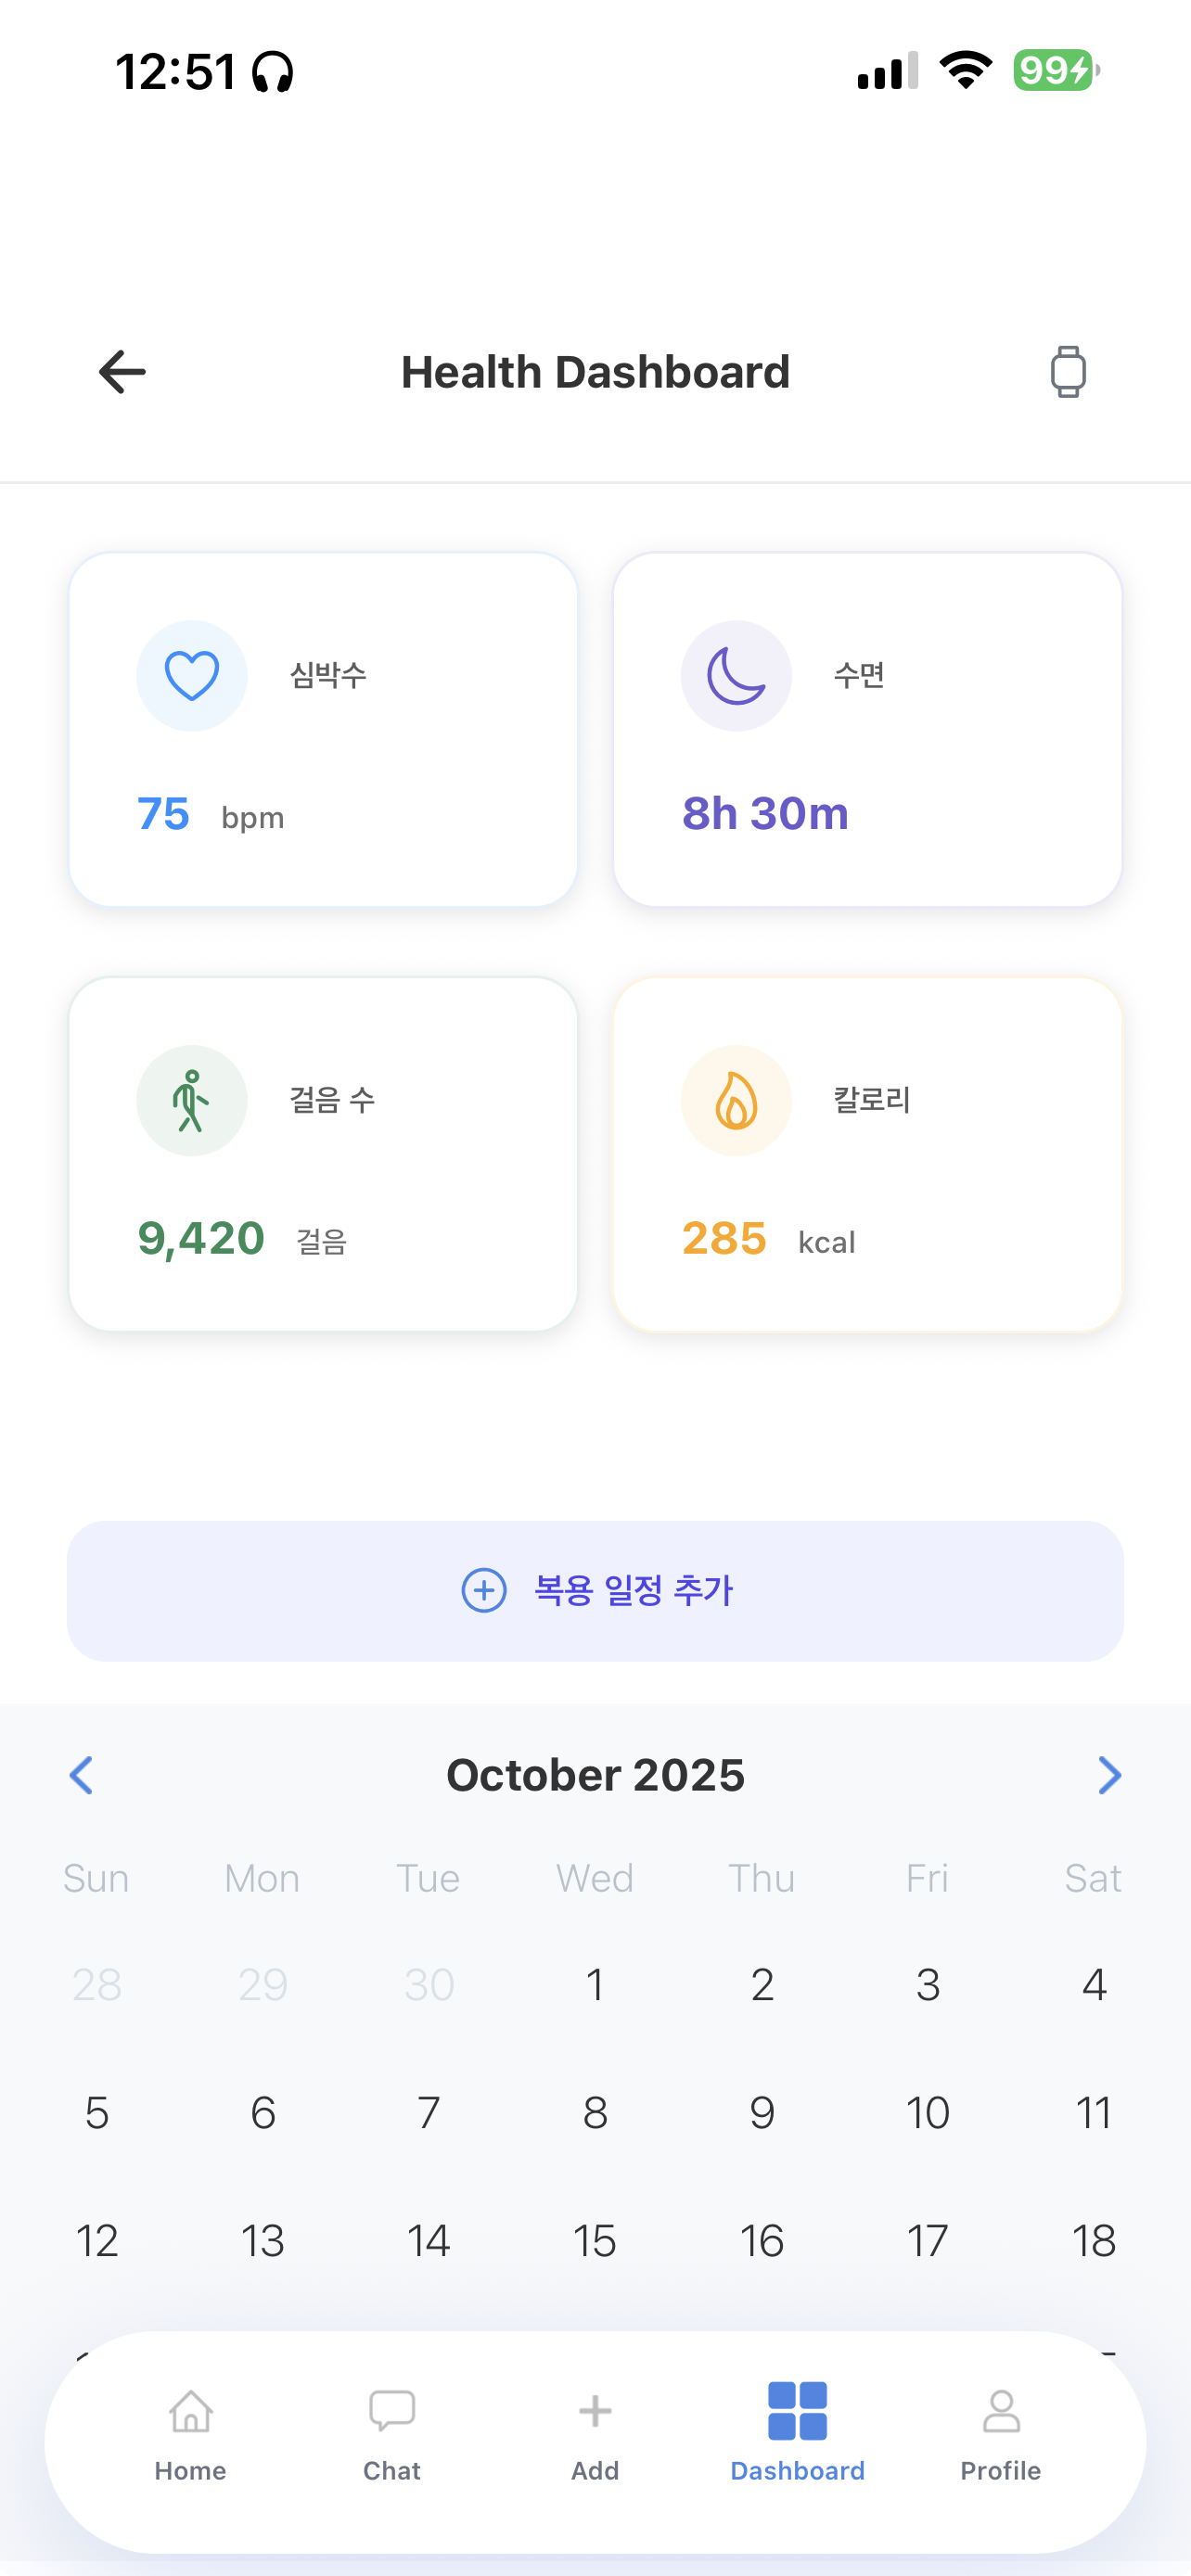 12:51
99
Health Dashboard
심박수
수면
75 bpm
8h 30m
걸음 수
칼로리
9,420 걸음
285 kcal
복용 일정 추가
October 2025
Sun Mon Tue Wed Thu Fri Sat
28 29 30 1 2 3 4
5 6 7 8 9 10 11
12 13 14 15 16 17 18
Home Chat Add Dashboard Profile